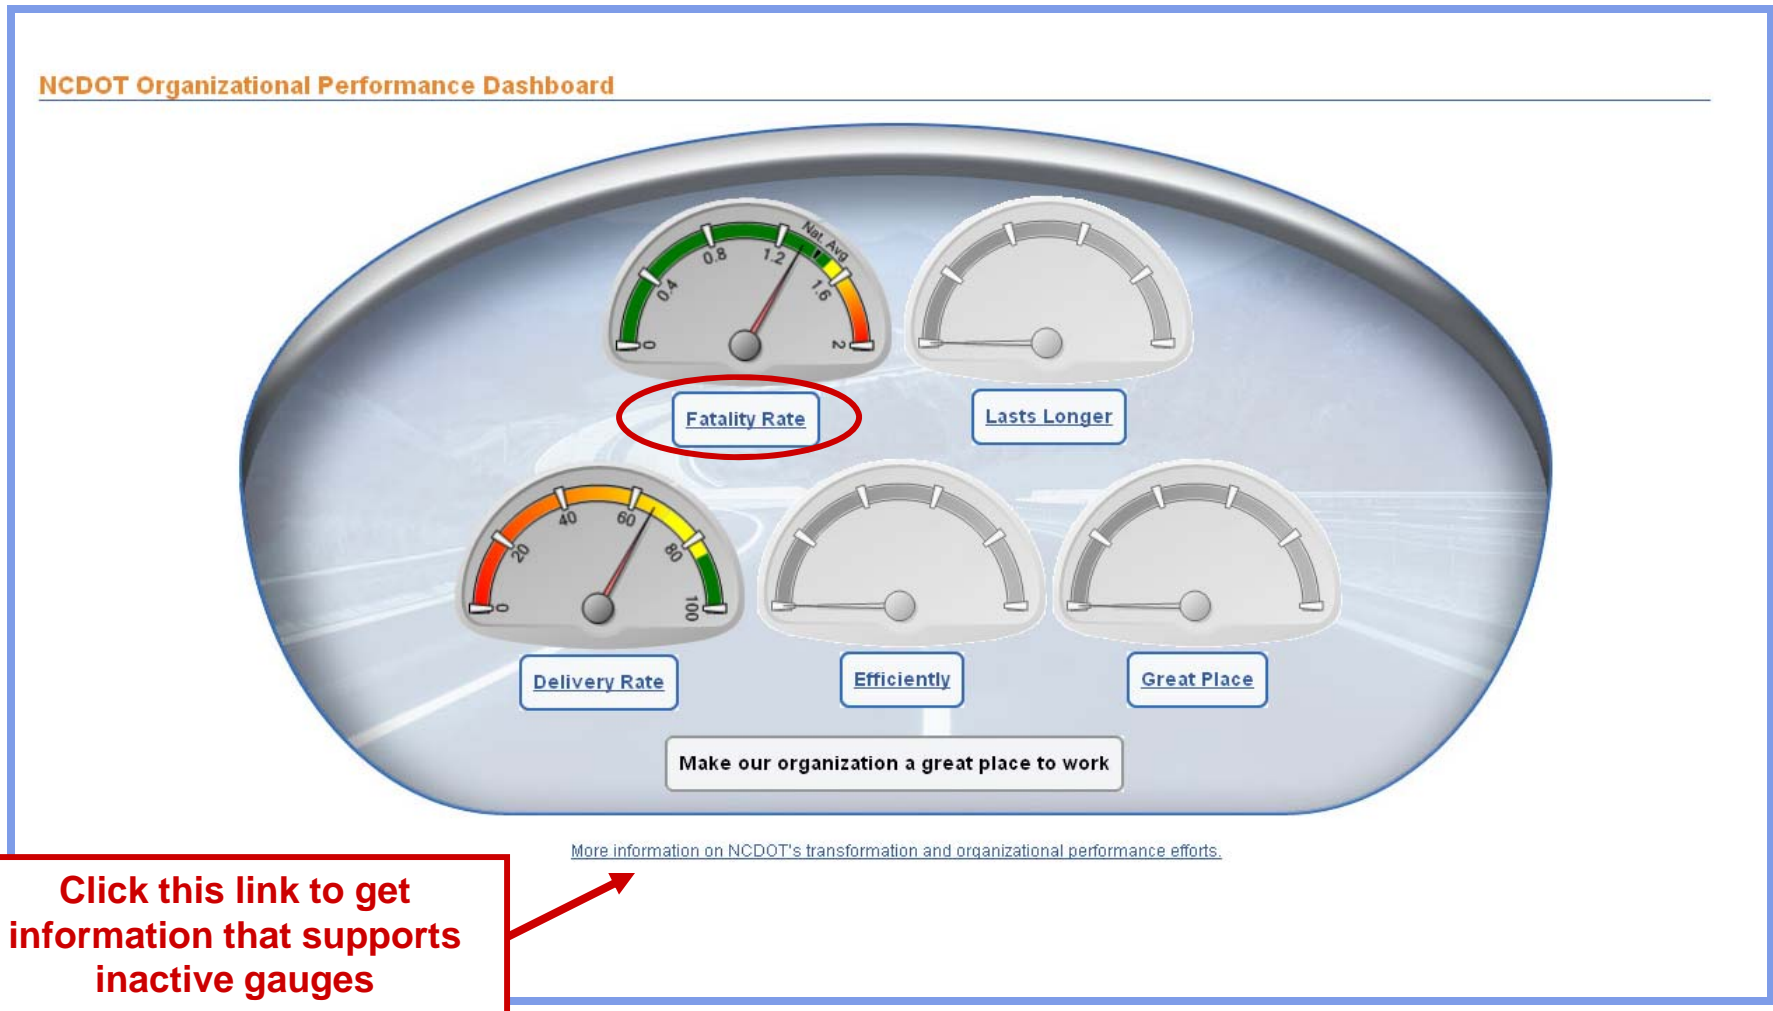 NCDOT Organizational Performance Dashboard
0
0.4
0.8
1.2
Nat. Avg
1.6
2
Fatality Rate
Lasts Longer
0
20
40
60
80
100
Delivery Rate
Efficiently
Great Place
Make our organization a great place to work
More information on NCDOT's transformation and organizational performance efforts.
Click this link to get
information that supports
inactive gauges